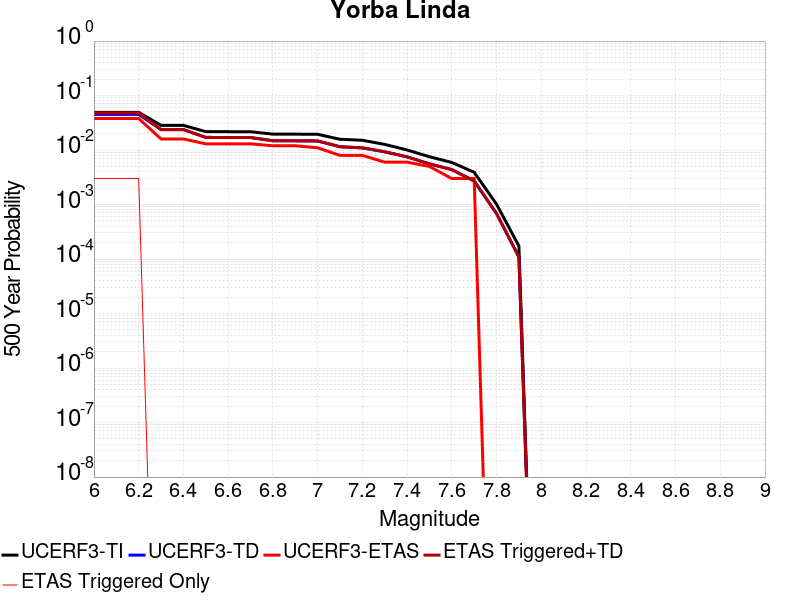 Yorba Linda
10^0
10^-1
10^-2
10^-3
10^-4
10^-5
10^-6
10^-7
10^-8
500 Year Probability
6 6.2 6.4 6.6 6.8 7 7.2 7.4 7.6 7.8 8 8.2 8.4 8.6 8.8 9
Magnitude
UCERF3-TI UCERF3-TD UCERF3-ETAS ETAS Triggered+TD
ETAS Triggered Only